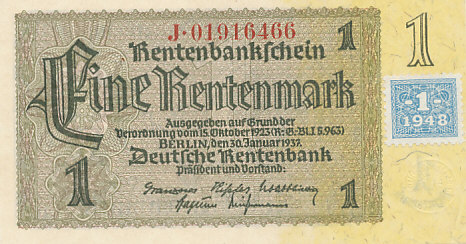 J·01916466
Rentenbankschein
1
1
Eine Rentenmark
Ausgegeben auf Grund der
Verordnung vom 15. Oktober 1923 (R.-G.-Bl. I S. 963)
BERLIN, den 30. Januar 1937.
Deutsche Rentenbank
Präsident und Vorstand:
1
1
-1-
1948